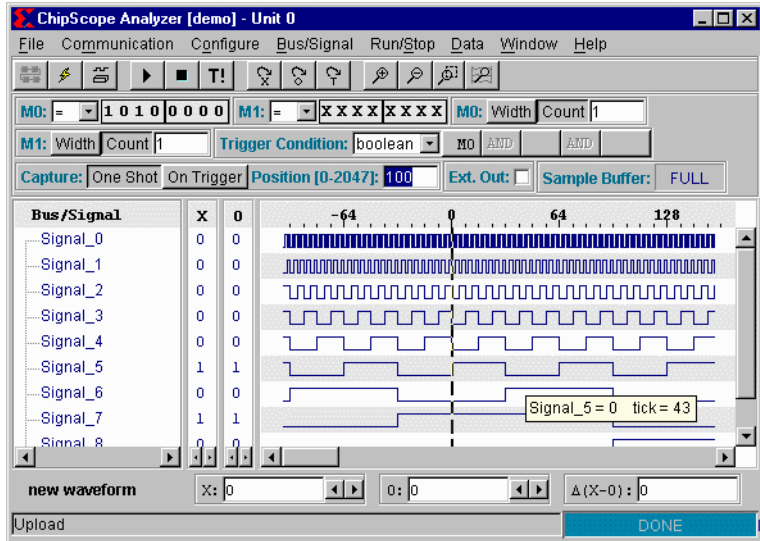 ChipScope Analyzer [demo] - Unit 0
File Communication Configure Bus/Signal Run/Stop Data Window Help
T! X O T
M0: = 1 0 1 0 0 0 0 0 M1: = X X X X X X X X M0: Width Count 1
M1: Width Count 1 Trigger Condition: boolean M0 AND AND
Capture: One Shot On Trigger Position [0-2047]: 100 Ext. Out: Sample Buffer: FULL
Bus/Signal X O -64 0 64 128
Signal_0 0 0
Signal_1 0 0
Signal_2 0 0
Signal_3 0 0
Signal_4 0 0
Signal_5 1 1
Signal_6 0 0
Signal_5 = 0 tick = 43
Signal_7 1 1
Signal_8 0 0
new waveform X: 0 O: 0 Δ(X-O): 0
Upload DONE